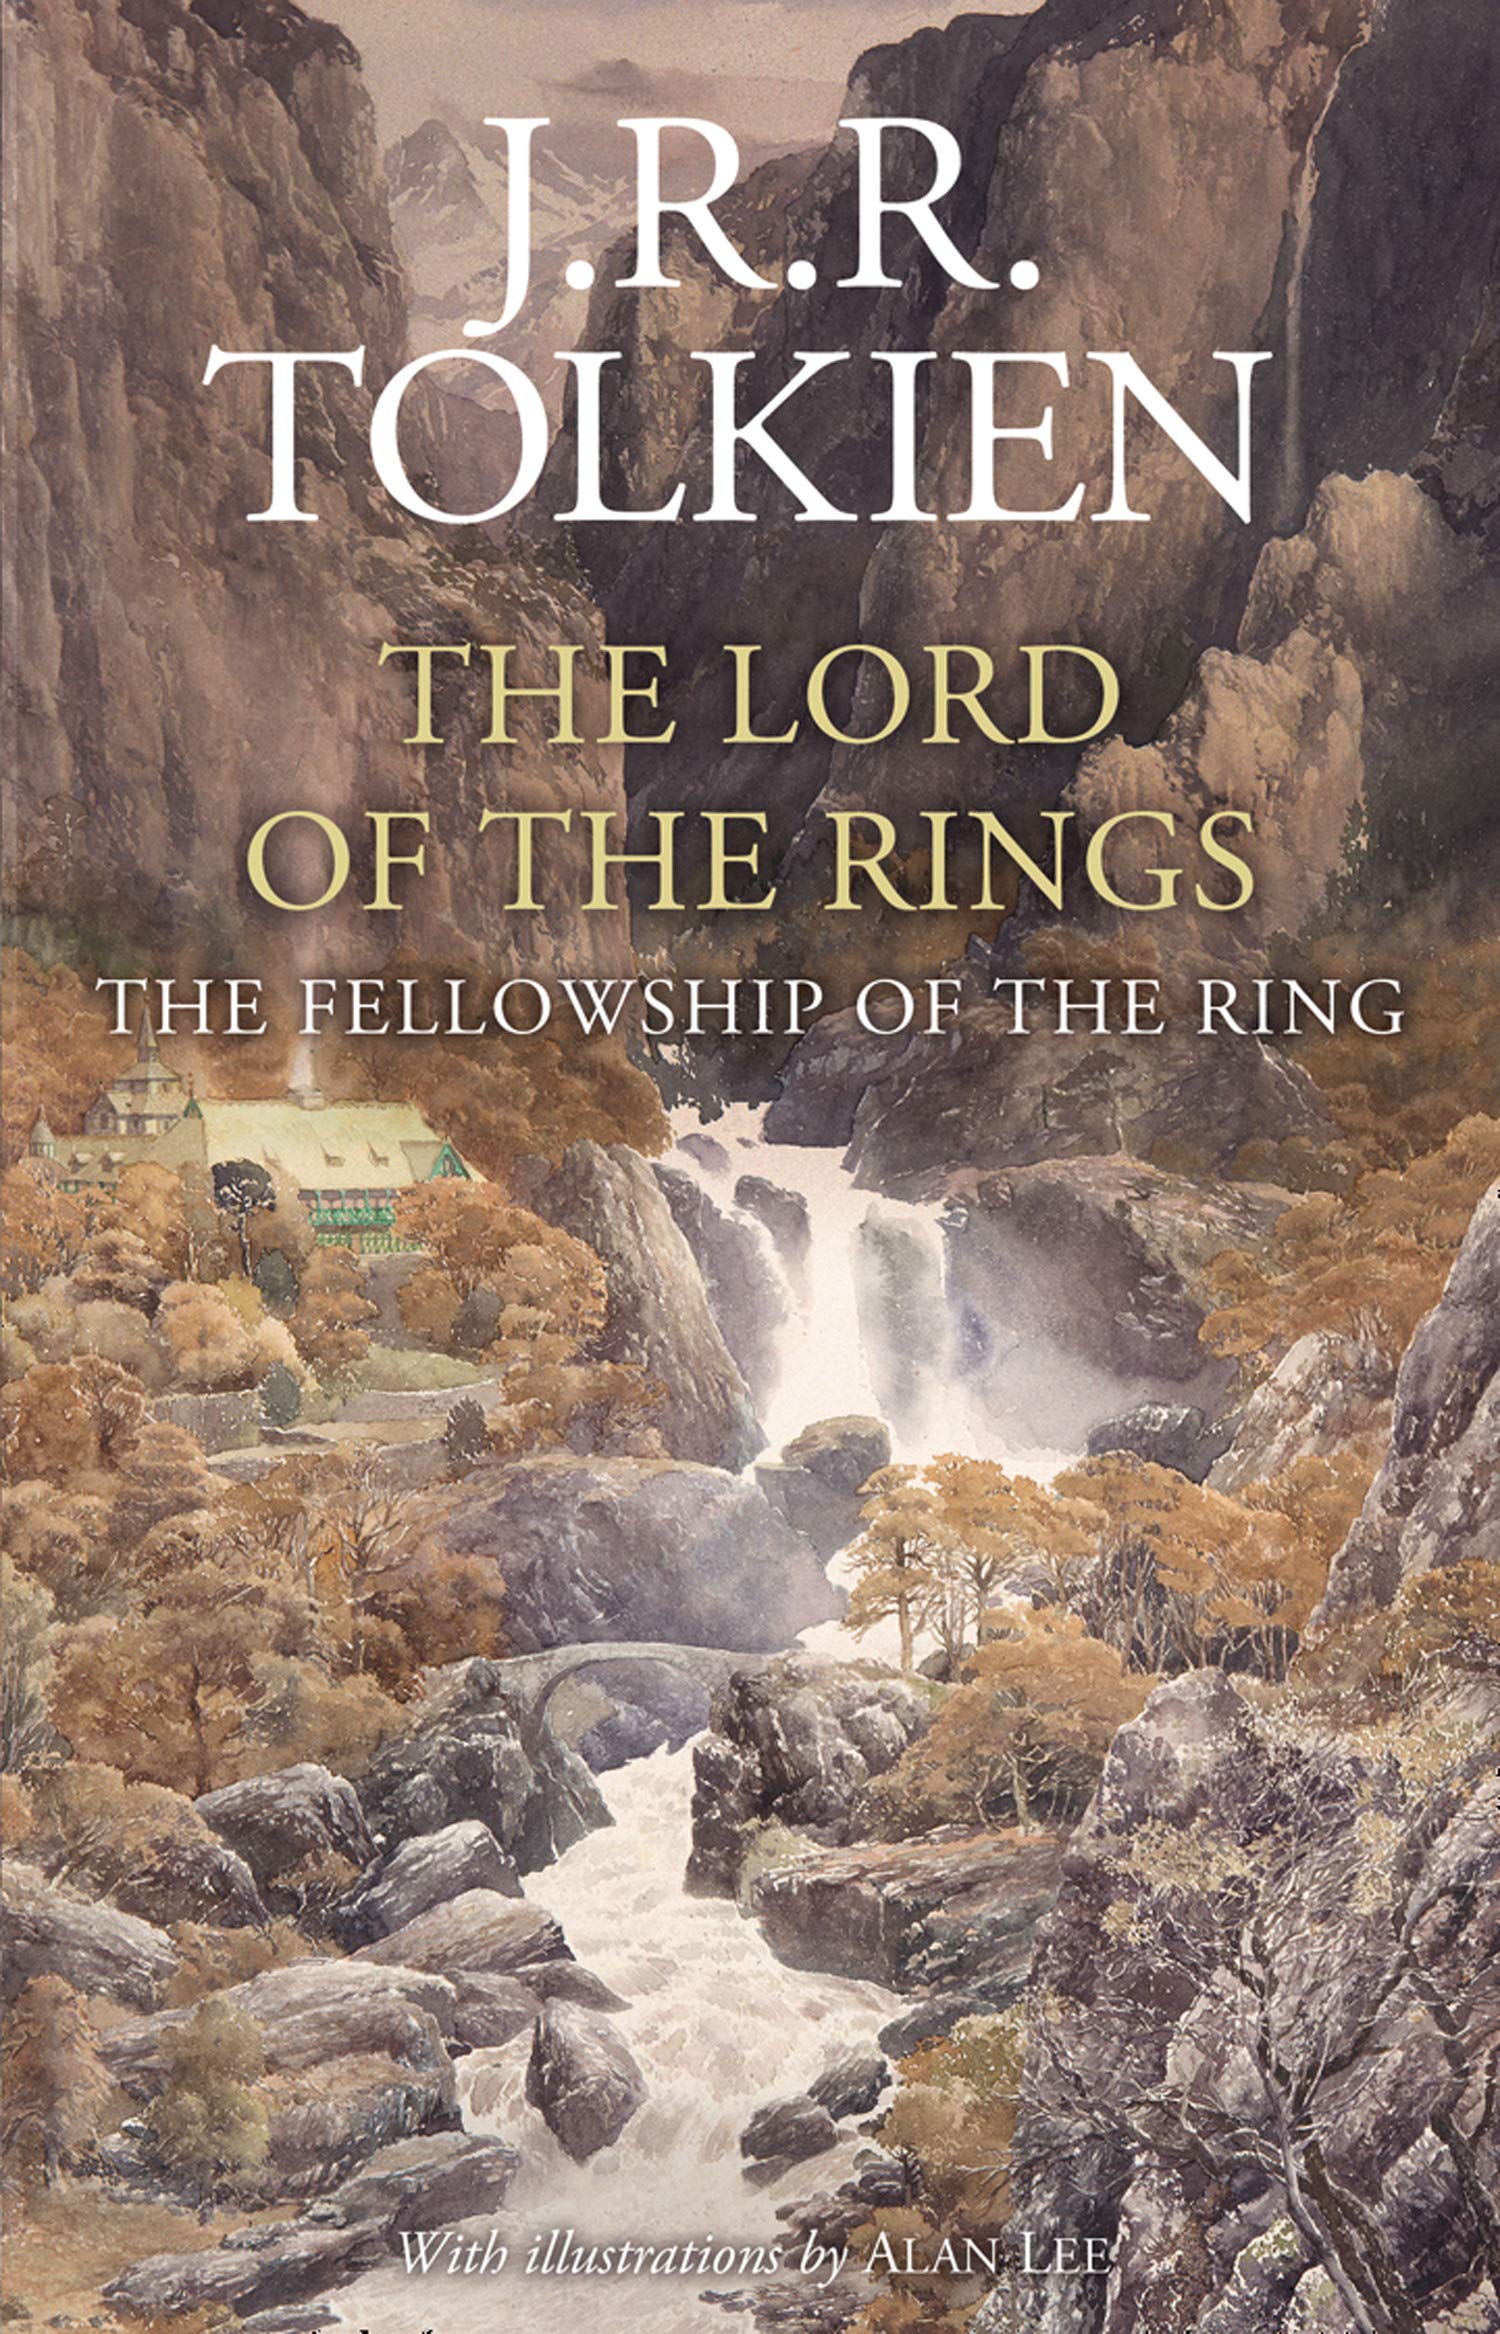 J.R.R.
TOLKIEN
THE LORD
OF THE RINGS
THE FELLOWSHIP OF THE RING
With illustrations by ALAN LEE